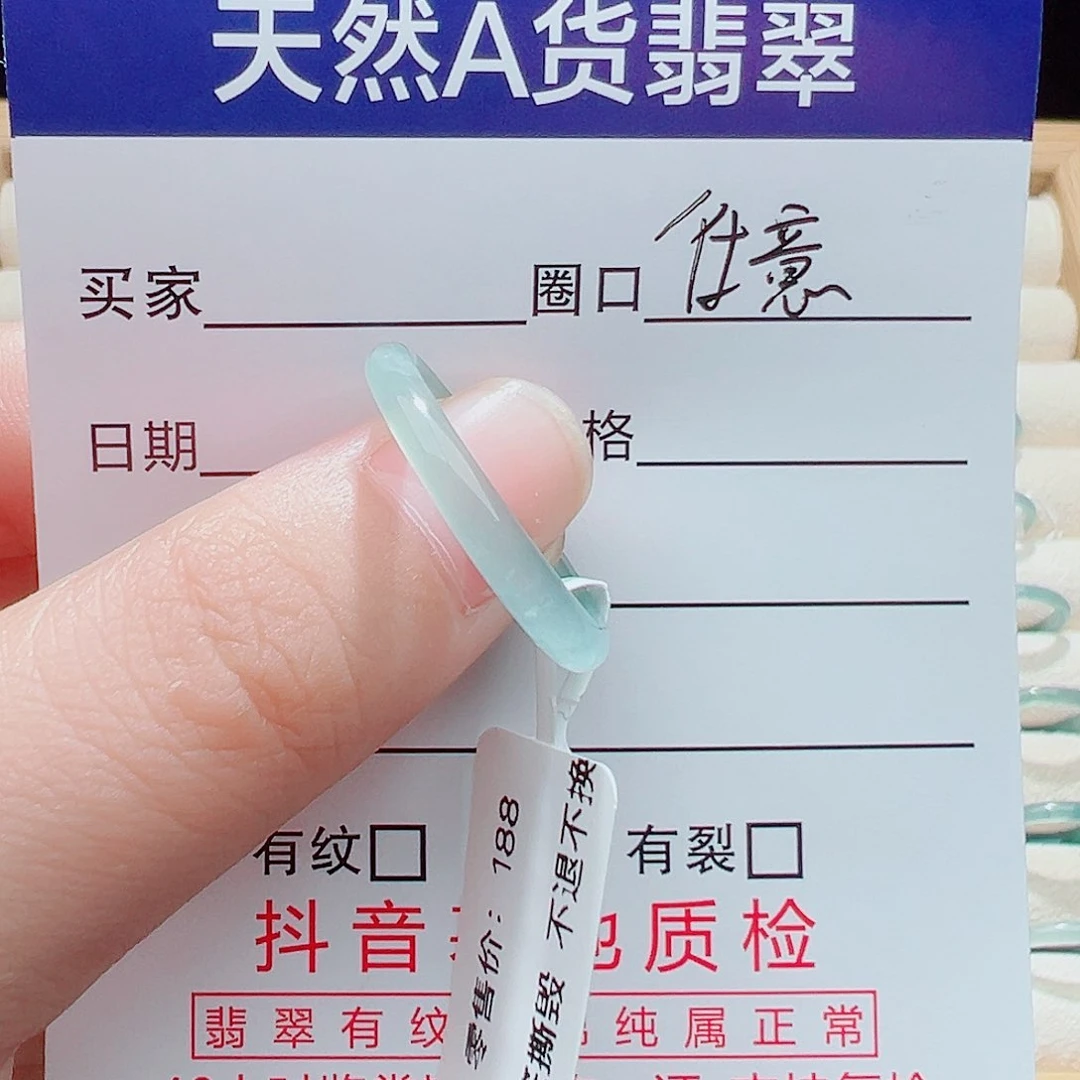 天然A货翡翠
买家 圈口 任意
日期 格
有纹 有裂
抖音 地质检
翡翠有纹 纯属正常
零售价：188
撕毁 不退不换